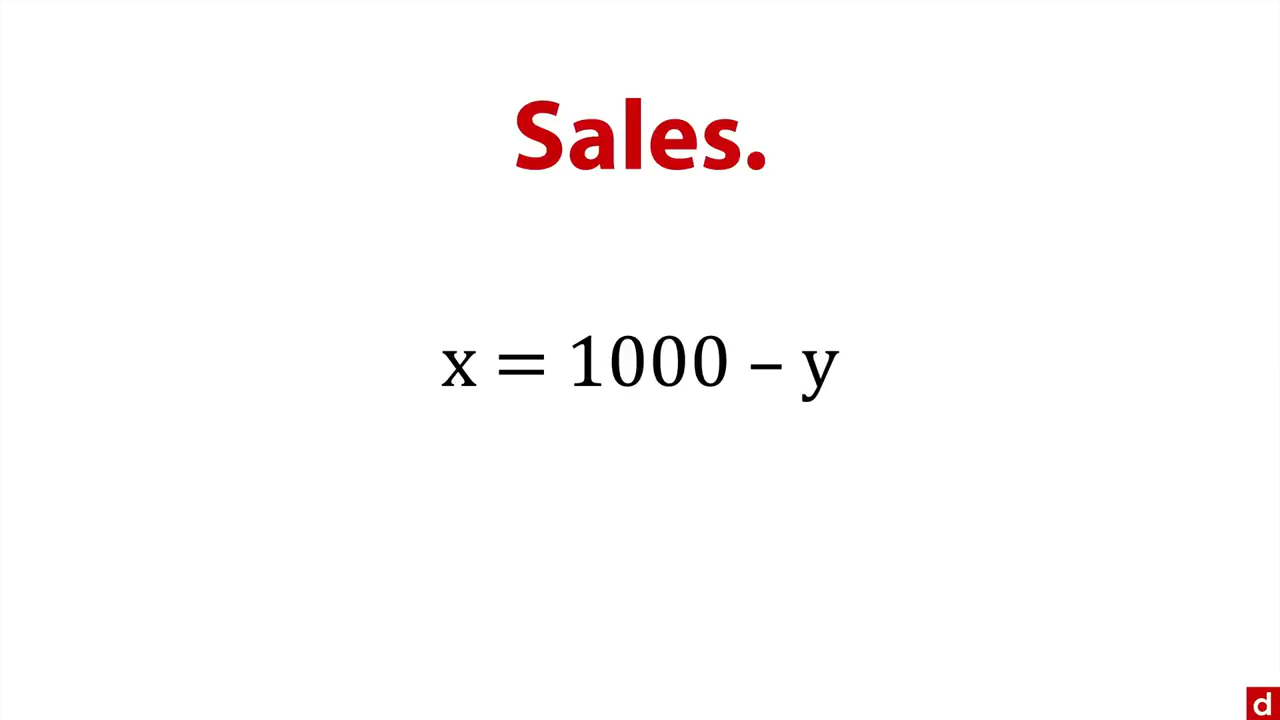 Sales.
x = 1000 – y
d